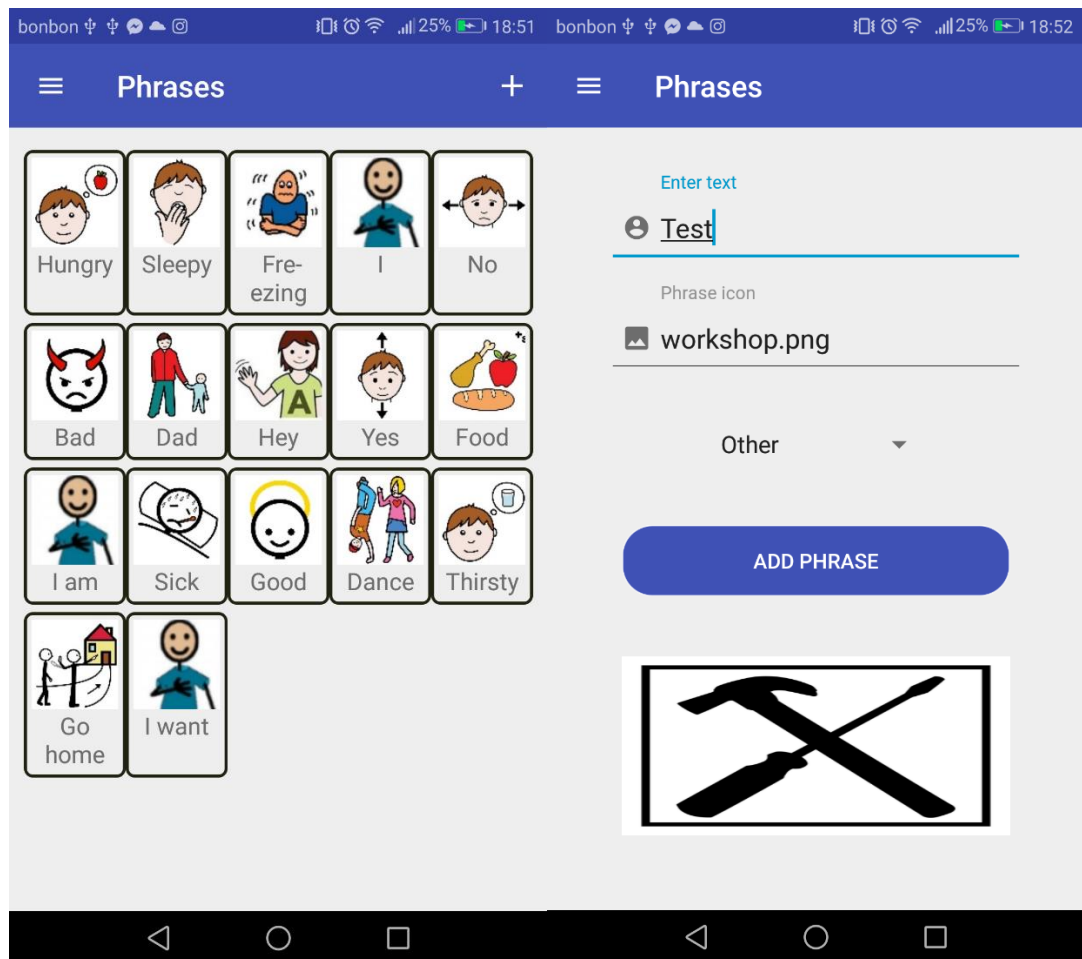 bonbon 25% 18:51
Phrases +
Hungry Sleepy Fre- I No
ezing
Bad Dad Hey Yes Food
I am Sick Good Dance Thirsty
Go I want
home
bonbon 25% 18:52
Phrases
Enter text
Test
Phrase icon
workshop.png
Other
ADD PHRASE
A